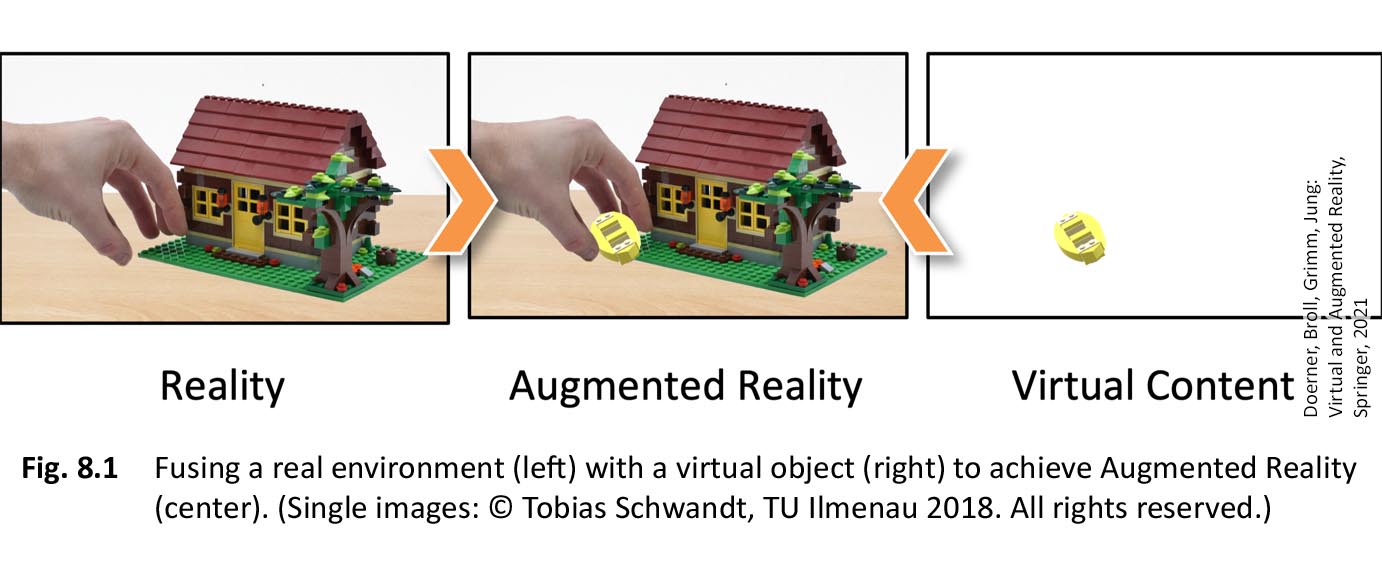 Reality
Augmented Reality
Virtual Content
Doerner, Broll, Grimm, Jung:
Virtual and Augmented Reality,
Springer, 2021
Fig. 8.1 Fusing a real environment (left) with a virtual object (right) to achieve Augmented Reality
(center). (Single images: © Tobias Schwandt, TU Ilmenau 2018. All rights reserved.)